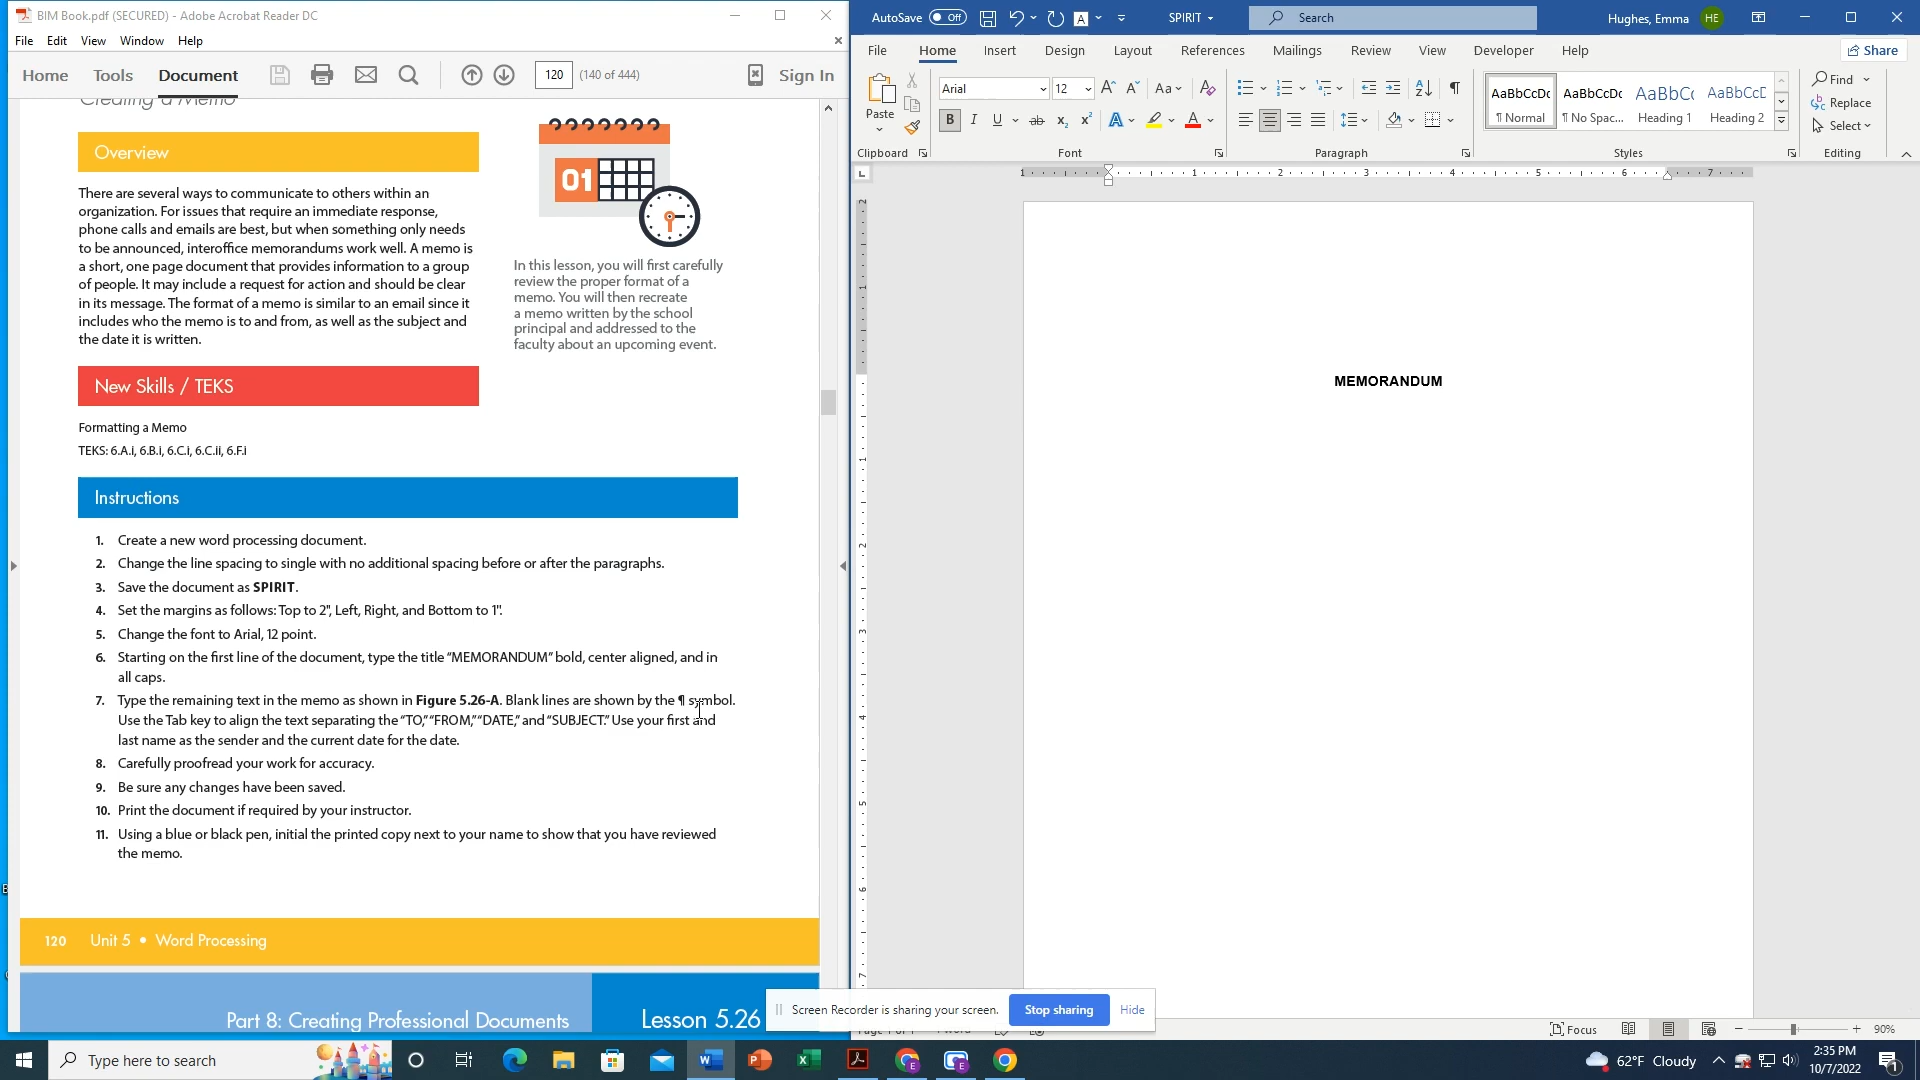 BIM Book.pdf (SECURED) - Adobe Acrobat Reader DC
File Edit View Window Help
Home Tools Document 120 (140 of 444) Sign In
Creating a Memo
Overview
There are several ways to communicate to others within an
organization. For issues that require an immediate response,
phone calls and emails are best, but when something only needs
to be announced, interoffice memorandums work well. A memo is
a short, one page document that provides information to a group
of people. It may include a request for action and should be clear
in its message. The format of a memo is similar to an email since it
includes who the memo is to and from, as well as the subject and
the date it is written.
01
In this lesson, you will first carefully
review the proper format of a
memo. You will then recreate
a memo written by the school
principal and addressed to the
faculty about an upcoming event.
New Skills / TEKS
Formatting a Memo
TEKS: 6.A.i, 6.B.i, 6.C.i, 6.C.ii, 6.F.i
Instructions
1. Create a new word processing document.
2. Change the line spacing to single with no additional spacing before or after the paragraphs.
3. Save the document as SPIRIT.
4. Set the margins as follows: Top to 2", Left, Right, and Bottom to 1".
5. Change the font to Arial, 12 point.
6. Starting on the first line of the document, type the title “MEMORANDUM” bold, center aligned, and in
all caps.
7. Type the remaining text in the memo as shown in Figure 5.26-A. Blank lines are shown by the ¶ symbol.
Use the Tab key to align the text separating the “TO,” “FROM,” “DATE,” and “SUBJECT.” Use your first and
last name as the sender and the current date for the date.
8. Carefully proofread your work for accuracy.
9. Be sure any changes have been saved.
10. Print the document if required by your instructor.
11. Using a blue or black pen, initial the printed copy next to your name to show that you have reviewed
the memo.
120 Unit 5 • Word Processing
Part 8: Creating Professional Documents Lesson 5.26
AutoSave Off SPIRIT Search Hughes, Emma HE
File Home Insert Design Layout References Mailings Review View Developer Help Share
Paste
Clipboard
Arial 12
Font
Paragraph
AaBbCcDc AaBbCcDc AaBbCc AaBbCcD
¶ Normal ¶ No Spac... Heading 1 Heading 2
Styles
Find
Replace
Select
Editing
1 1 2 3 4 5 6 7
MEMORANDUM
Screen Recorder is sharing your screen. Stop sharing Hide
Focus 90%
Type here to search
62°F Cloudy
2:35 PM
10/7/2022
1